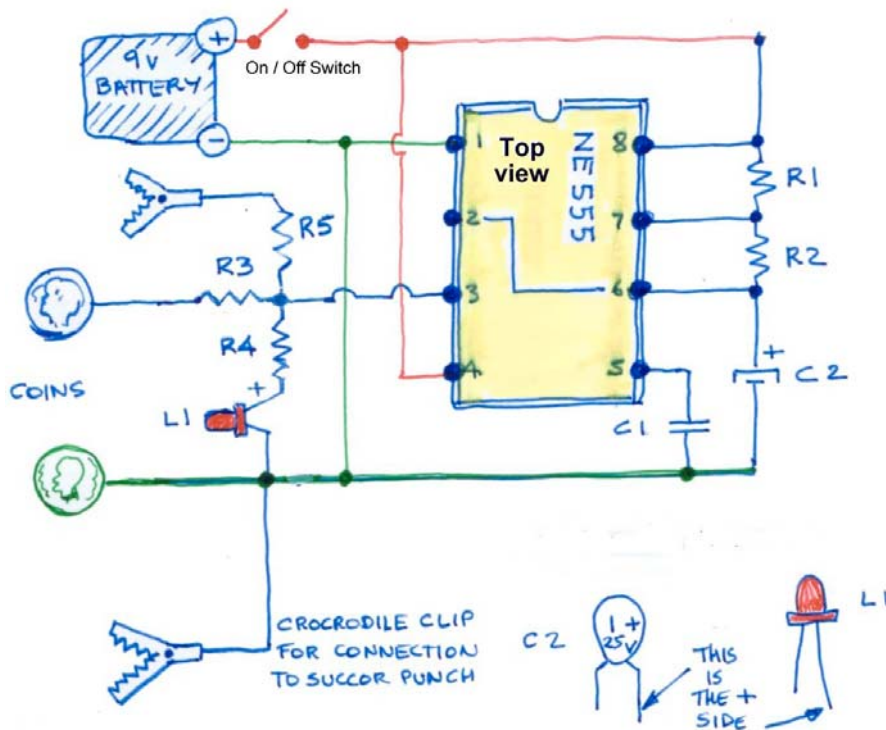 +
9V
BATTERY
-
On / Off Switch
1
Top
view
NE 555
8
2
7
R1
R2
R5
R3
3
6
R4
+
4
5
COINS
L1
C1
+
C2
CROCRODILE CLIP
FOR CONNECTION
TO SUCCOR PUNCH
C2
1 +
25V
THIS
IS
THE +
SIDE
L1